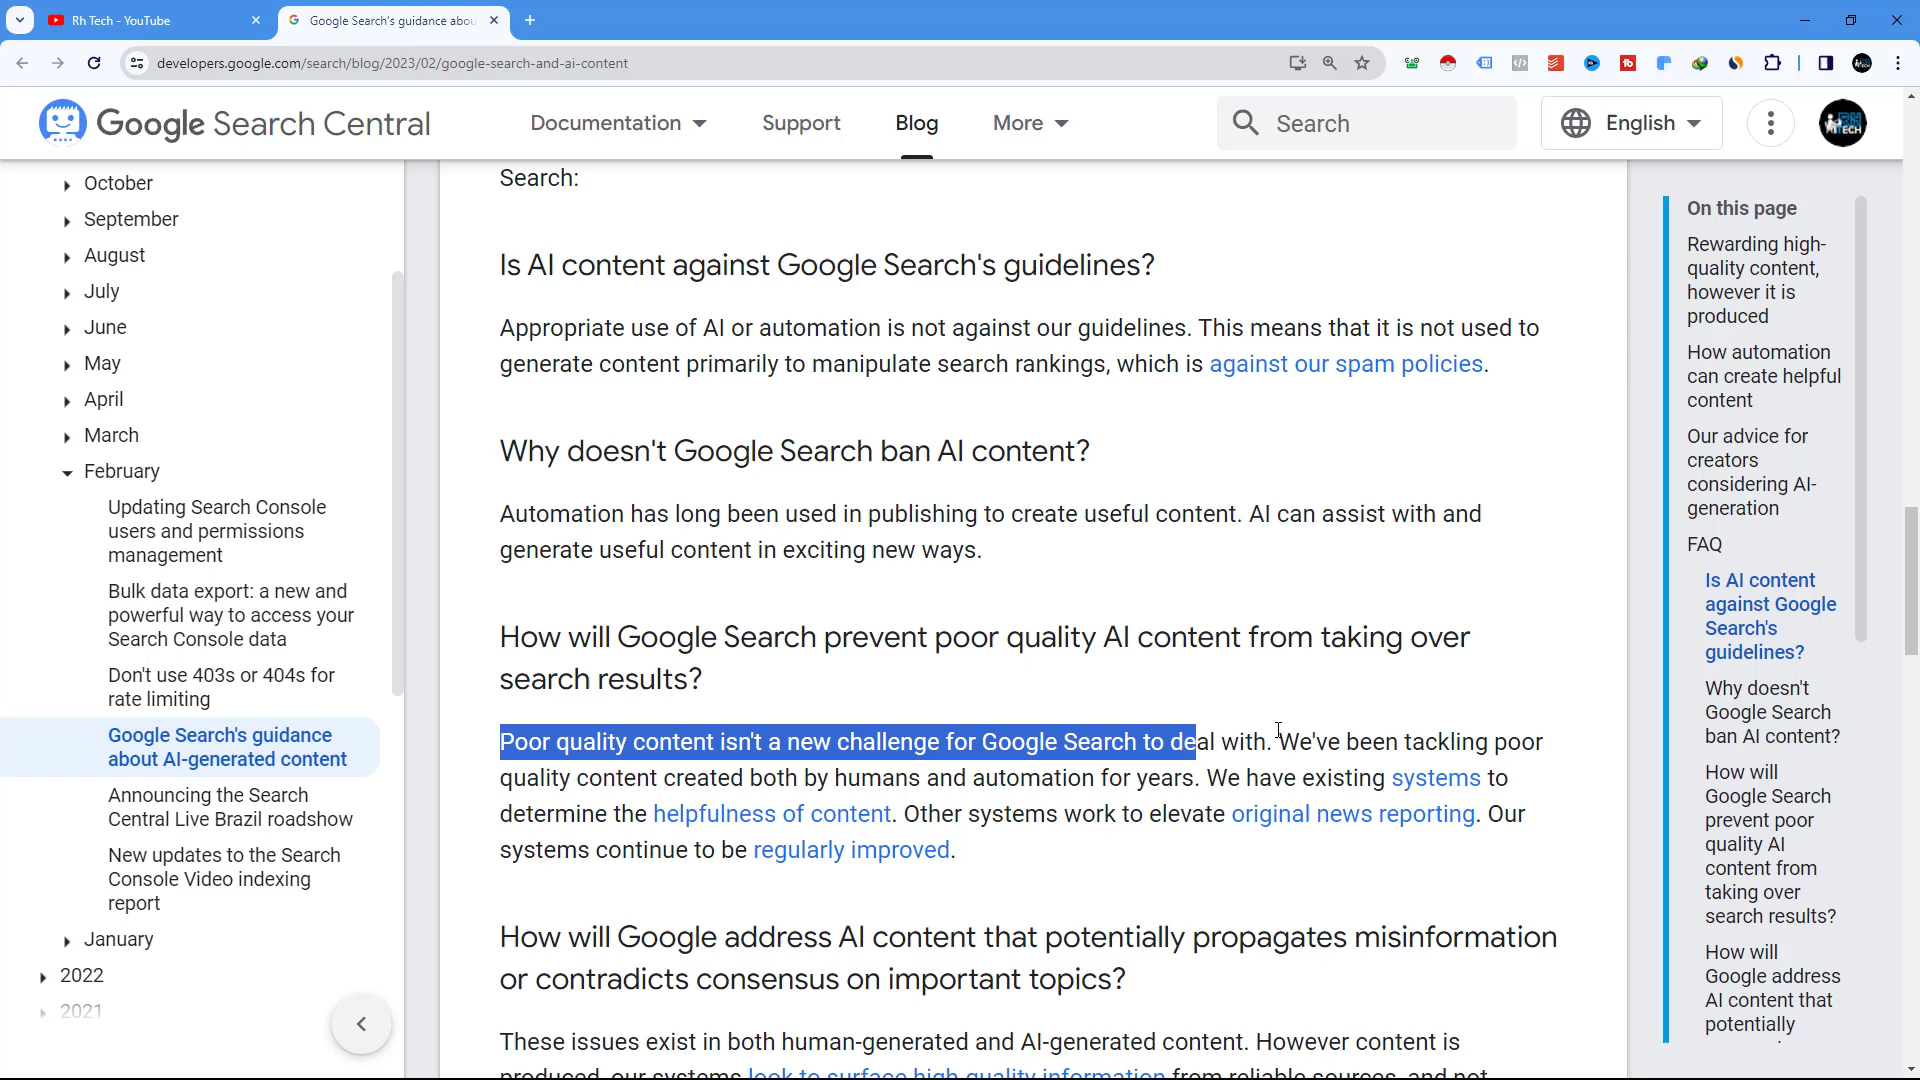 Rh Tech - YouTube
Google Search's guidance abou
developers.google.com/search/blog/2023/02/google-search-and-ai-content
Google Search Central
Documentation
Support
Blog
More
Search
English
October
September
August
July
June
May
April
March
February
Updating Search Console
users and permissions
management
Bulk data export: a new and
powerful way to access your
Search Console data
Don't use 403s or 404s for
rate limiting
Google Search's guidance
about AI-generated content
Announcing the Search
Central Live Brazil roadshow
New updates to the Search
Console Video indexing
report
January
2022
2021
Search:
Is AI content against Google Search's guidelines?
Appropriate use of AI or automation is not against our guidelines. This means that it is not used to
generate content primarily to manipulate search rankings, which is against our spam policies.
Why doesn't Google Search ban AI content?
Automation has long been used in publishing to create useful content. AI can assist with and
generate useful content in exciting new ways.
How will Google Search prevent poor quality AI content from taking over
search results?
Poor quality content isn't a new challenge for Google Search to deal with. We've been tackling poor
quality content created both by humans and automation for years. We have existing systems to
determine the helpfulness of content. Other systems work to elevate original news reporting. Our
systems continue to be regularly improved.
How will Google address AI content that potentially propagates misinformation
or contradicts consensus on important topics?
These issues exist in both human-generated and AI-generated content. However content is
produced, our systems look to surface high-quality information from reliable sources, and not
On this page
Rewarding high-
quality content,
however it is
produced
How automation
can create helpful
content
Our advice for
creators
considering AI-
generation
FAQ
Is AI content
against Google
Search's
guidelines?
Why doesn't
Google Search
ban AI content?
How will
Google Search
prevent poor
quality AI
content from
taking over
search results?
How will
Google address
AI content that
potentially